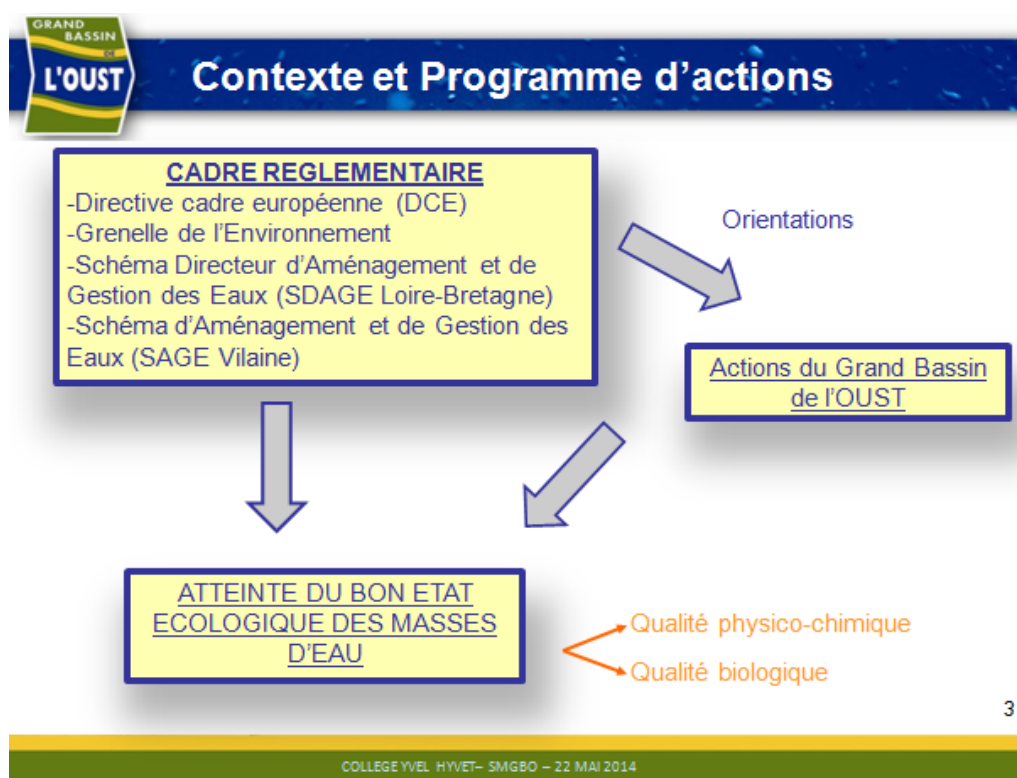 GRAND
BASSIN
DE
L'OUST
Contexte et Programme d'actions
CADRE REGLEMENTAIRE
-Directive cadre européenne (DCE)
-Grenelle de l'Environnement
-Schéma Directeur d'Aménagement et de
Gestion des Eaux (SDAGE Loire-Bretagne)
-Schéma d'Aménagement et de Gestion des
Eaux (SAGE Vilaine)
Orientations
Actions du Grand Bassin
de l'OUST
ATTEINTE DU BON ETAT
ECOLOGIQUE DES MASSES
D'EAU
Qualité physico-chimique
Qualité biologique
3
COLLEGE YVEL HYVET– SMGBO – 22 MAI 2014